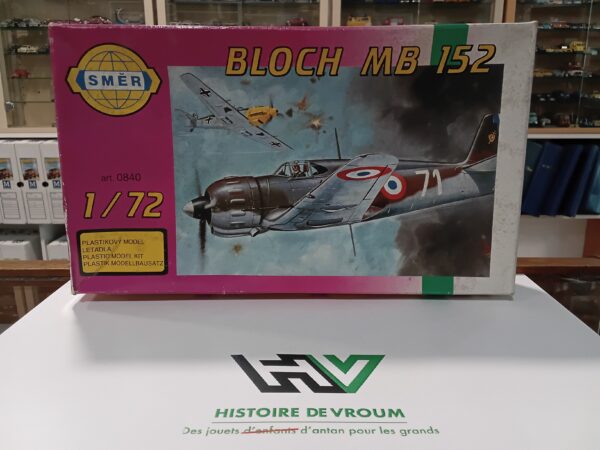 SMĚR
BLOCH MB 152
art. 0840
1/72
71
PLASTIKOVÝ MODEL
LETADLA
PLASTIC MODEL KIT
PLASTIK MODELLBAUSATZ
HV
HISTOIRE DE VROUM
Des jouets d'enfants d'antan pour les grands